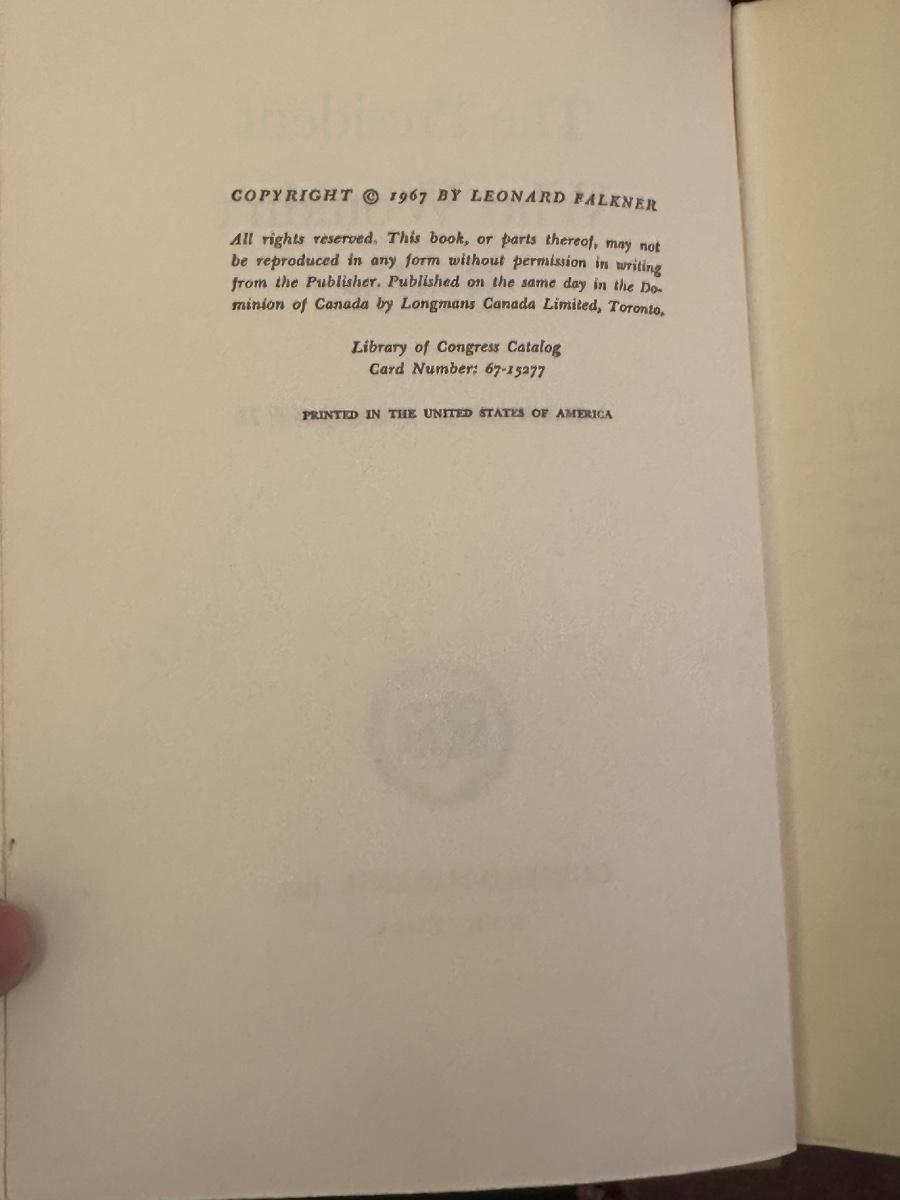 COPYRIGHT © 1967 BY LEONARD FALKNER
All rights reserved. This book, or parts thereof, may not
be reproduced in any form without permission in writing
from the Publisher. Published on the same day in the Do-
minion of Canada by Longmans Canada Limited, Toronto.
Library of Congress Catalog
Card Number: 67-15277
PRINTED IN THE UNITED STATES OF AMERICA